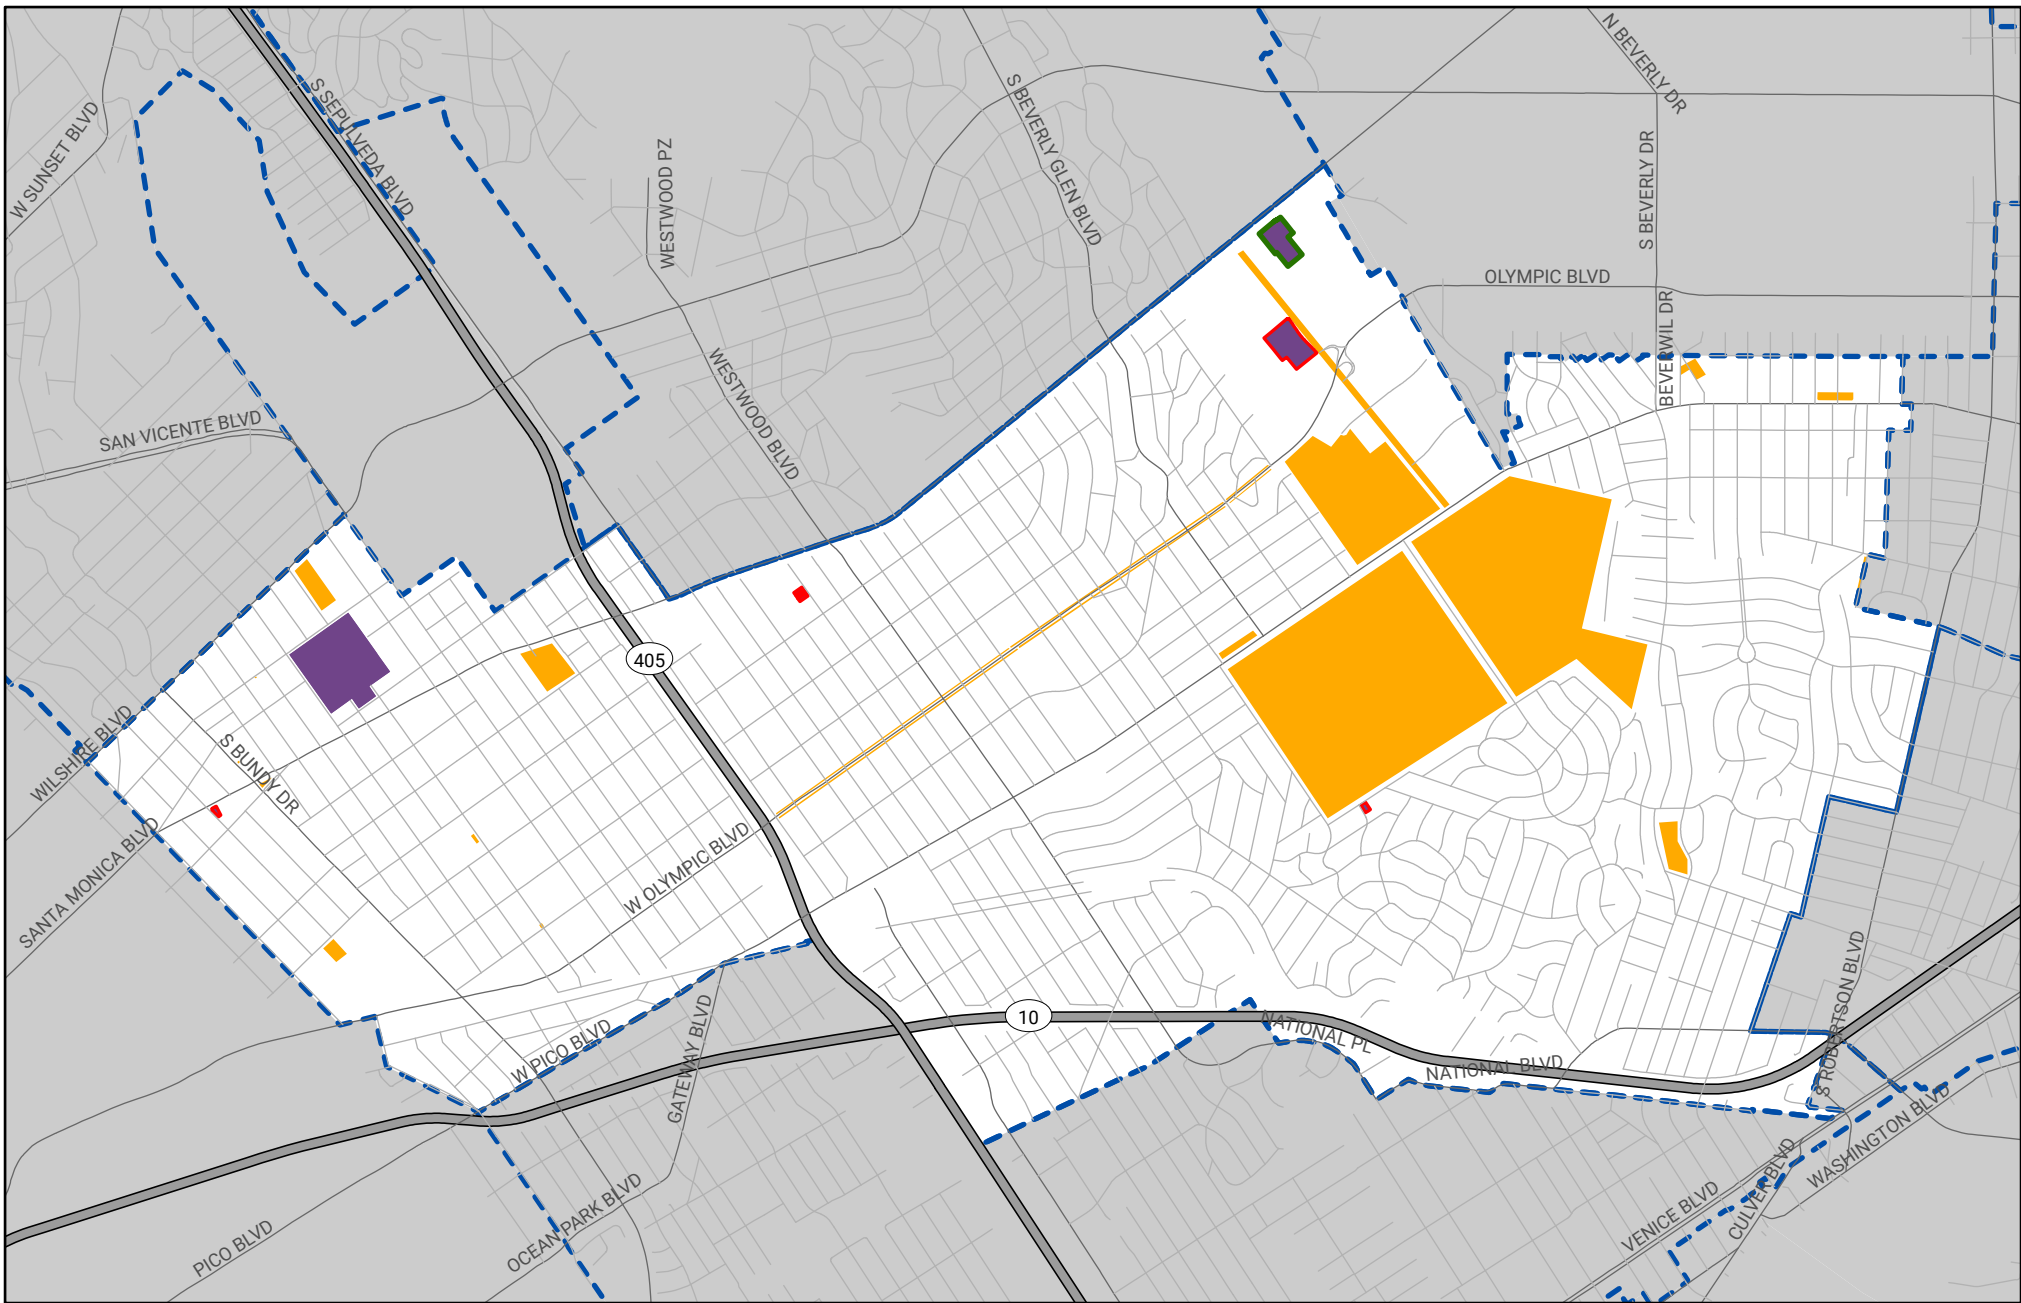 N BEVERLY DR
S SEPULVEDA BLVD
S BEVERLY GLEN BLVD
W SUNSET BLVD
WESTWOOD PZ
S BEVERLY DR
OLYMPIC BLVD
BEVERWIL DR
WESTWOOD BLVD
SAN VICENTE BLVD
405
WILSHIRE BLVD
S BUNDY DR
SANTA MONICA BLVD
W OLYMPIC BLVD
10
NATIONAL PL
NATIONAL BLVD
S ROBERTSON BLVD
W PICO BLVD
GATEWAY BLVD
WASHINGTON BLVD
CULVER BLVD
VENICE BLVD
OCEAN PARK BLVD
PICO BLVD